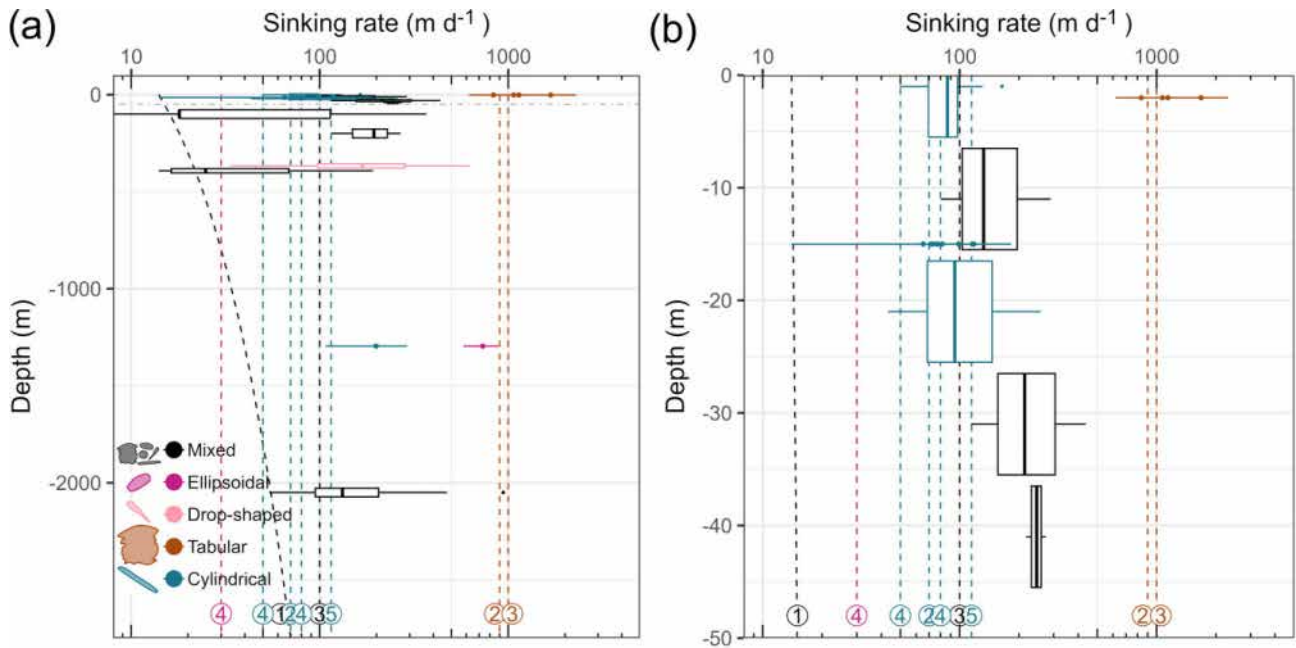 (a)
Sinking rate (m d⁻¹)
10 100 1000
Depth (m)
0
-1000
-2000
Mixed
Ellipsoidal
Drop-shaped
Tabular
Cylindrical
④ ④ ① ② ④ ③ ⑤ ② ③
(b)
Sinking rate (m d⁻¹)
10 100 1000
Depth (m)
0
-10
-20
-30
-40
-50
① ④ ④ ② ④ ③ ⑤ ② ③